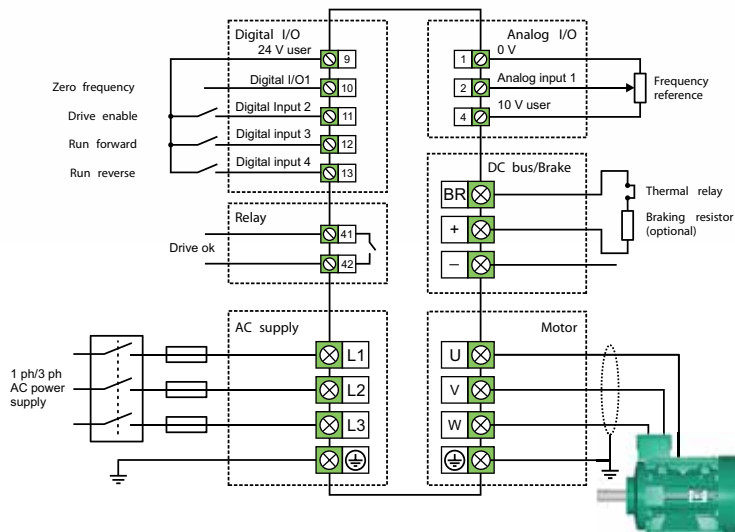 Digital I/O
24 V user
9
Zero frequency
Digital I/O1
10
Drive enable
Digital Input 2
11
Run forward
Digital input 3
12
Run reverse
Digital input 4
13
Analog I/O
1
0 V
2
Analog input 1
4
10 V user
Frequency
reference
DC bus/Brake
BR
+
–
Thermal relay
Braking resistor
(optional)
Relay
41
Drive ok
42
AC supply
1 ph/3 ph
AC power
supply
L1
L2
L3
Motor
U
V
W